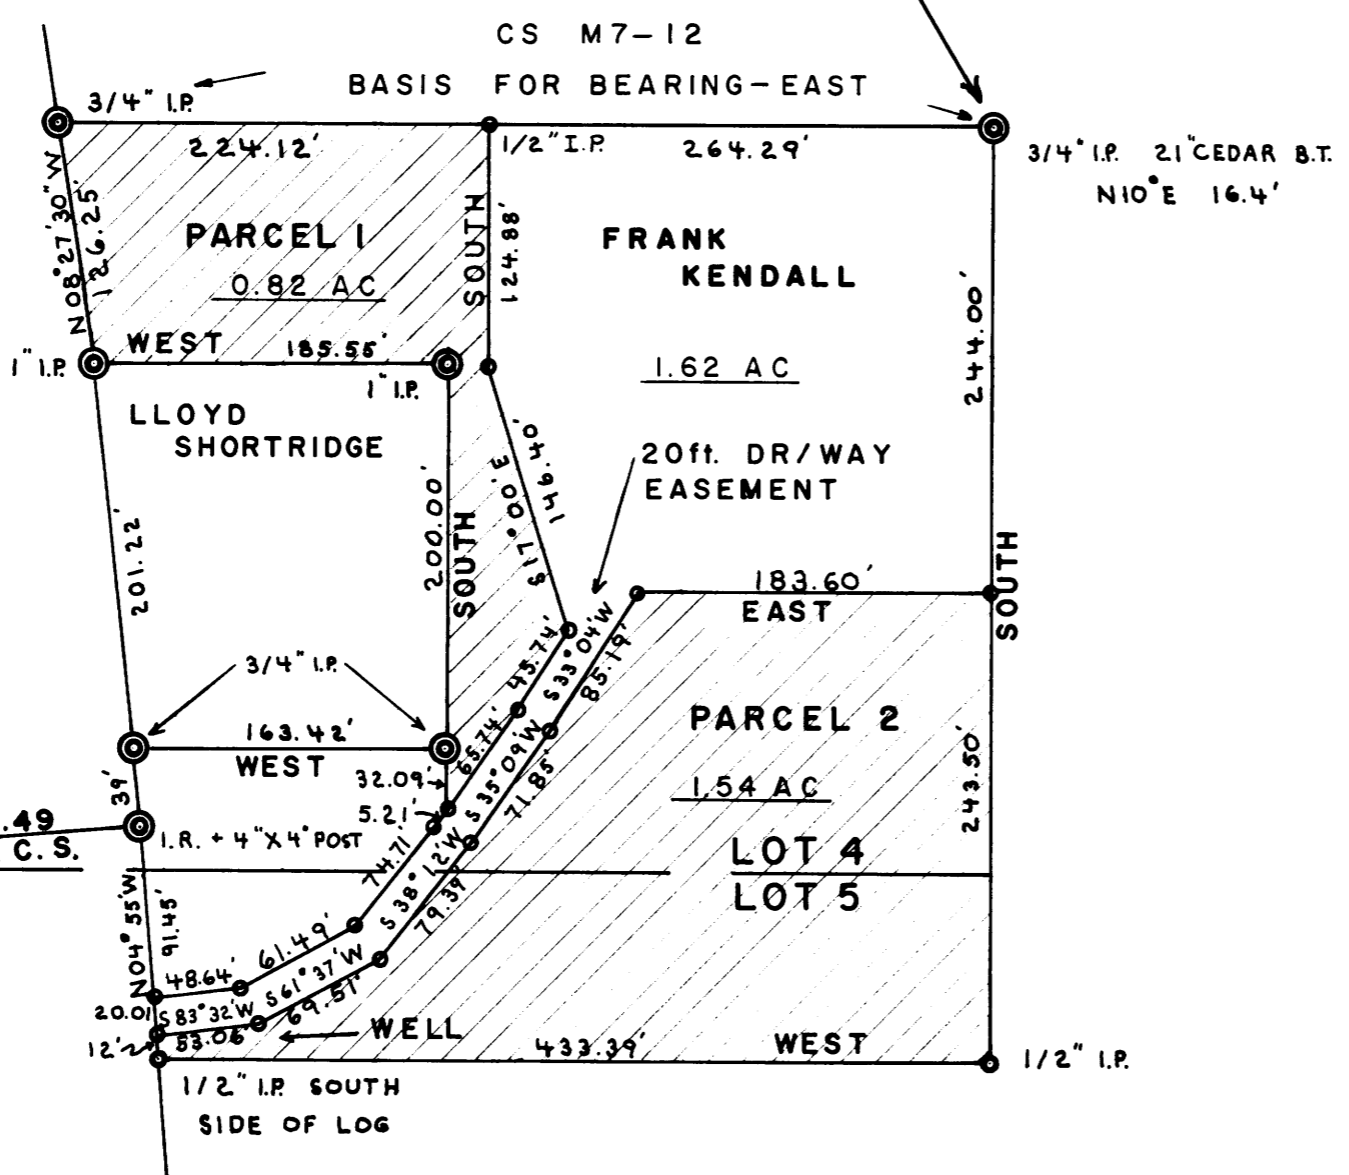 CS M7-12
BASIS FOR BEARING-EAST
3/4" I.P.
224.12'
1/2" I.P.
264.29'
3/4" I.P. 21" CEDAR B.T.
N10°E 16.4'
N08°27'30"W
126.25'
PARCEL 1
0.82 AC
SOUTH
124.88'
FRANK
KENDALL
1.62 AC
244.00'
WEST 185.55'
1" I.P.
1" I.P.
LLOYD
SHORTRIDGE
146.40'
S17°00'E
20ft. DR/WAY
EASEMENT
201.22'
200.00'
SOUTH
SOUTH
183.60'
EAST
3/4" I.P.
45.74'
S33°04'W
85.19'
163.42'
WEST
PARCEL 2
1.54 AC
243.50'
65.74'
S35°09'W
71.85'
32.09'
5.21'
39'
.49
C.S.
I.R. + 4"X4" POST
LOT 4
LOT 5
74.71'
S38°12'W
79.39'
N04°55'W
91.45'
48.64'
61.49'
S61°37'W
69.51'
20.01
S83°32'W
53.06'
12'
WELL
433.39'
WEST
1/2" I.P.
1/2" I.P. SOUTH
SIDE OF LOG